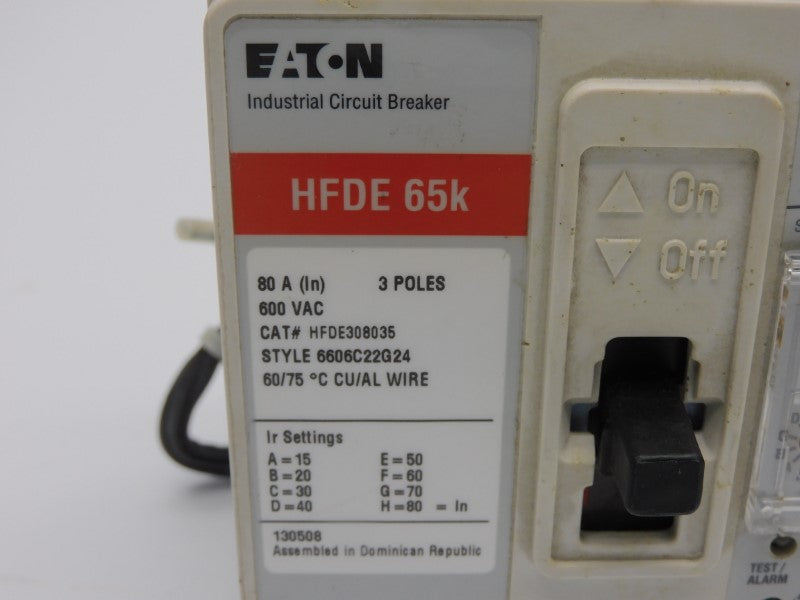 EATON
Industrial Circuit Breaker
HFDE 65k
On
Off
80 A (In) 3 POLES
600 VAC
CAT# HFDE308035
STYLE 6606C22G24
60/75 °C CU/AL WIRE
Ir Settings
A = 15 E = 50
B = 20 F = 60
C = 30 G = 70
D = 40 H = 80 = In
130508
Assembled in Dominican Republic
TEST /
ALARM